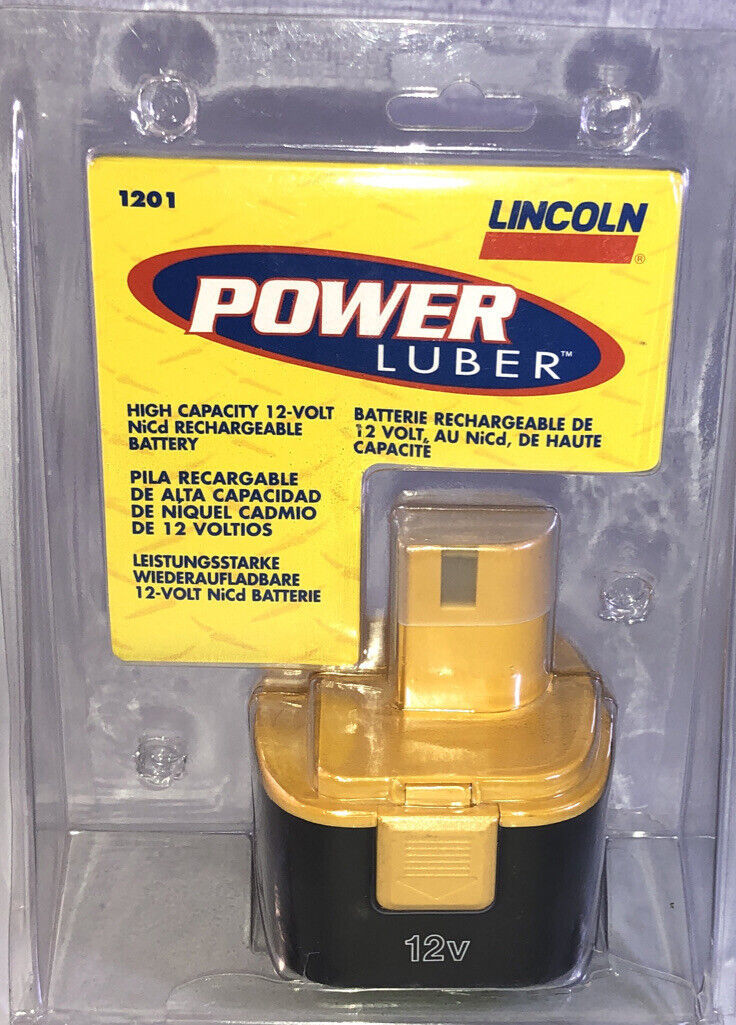 1201
LINCOLN
®
POWER
LUBER™
HIGH CAPACITY 12-VOLT
NiCd RECHARGEABLE
BATTERY
BATTERIE RECHARGEABLE DE
12 VOLT, AU NiCd, DE HAUTE
CAPACITÉ
PILA RECARGABLE
DE ALTA CAPACIDAD
DE NÍQUEL CADMIO
DE 12 VOLTIOS
LEISTUNGSSTARKE
WIEDERAUFLADBARE
12-VOLT NiCd BATTERIE
12v